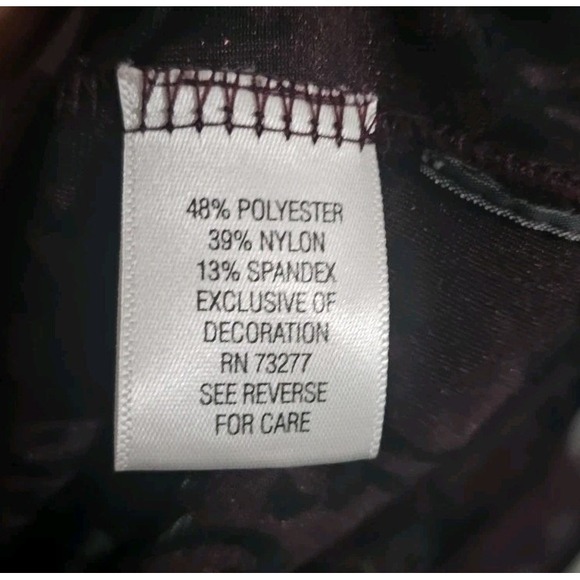 48% POLYESTER
39% NYLON
13% SPANDEX
EXCLUSIVE OF
DECORATION
RN 73277
SEE REVERSE
FOR CARE